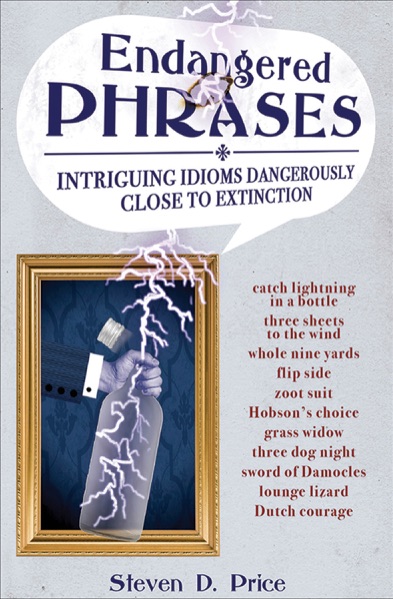 Endangered
PHRASES
INTRIGUING IDIOMS DANGEROUSLY
CLOSE TO EXTINCTION
catch lightning
in a bottle
three sheets
to the wind
whole nine yards
flip side
zoot suit
Hobson's choice
grass widow
three dog night
sword of Damocles
lounge lizard
Dutch courage
Steven D. Price